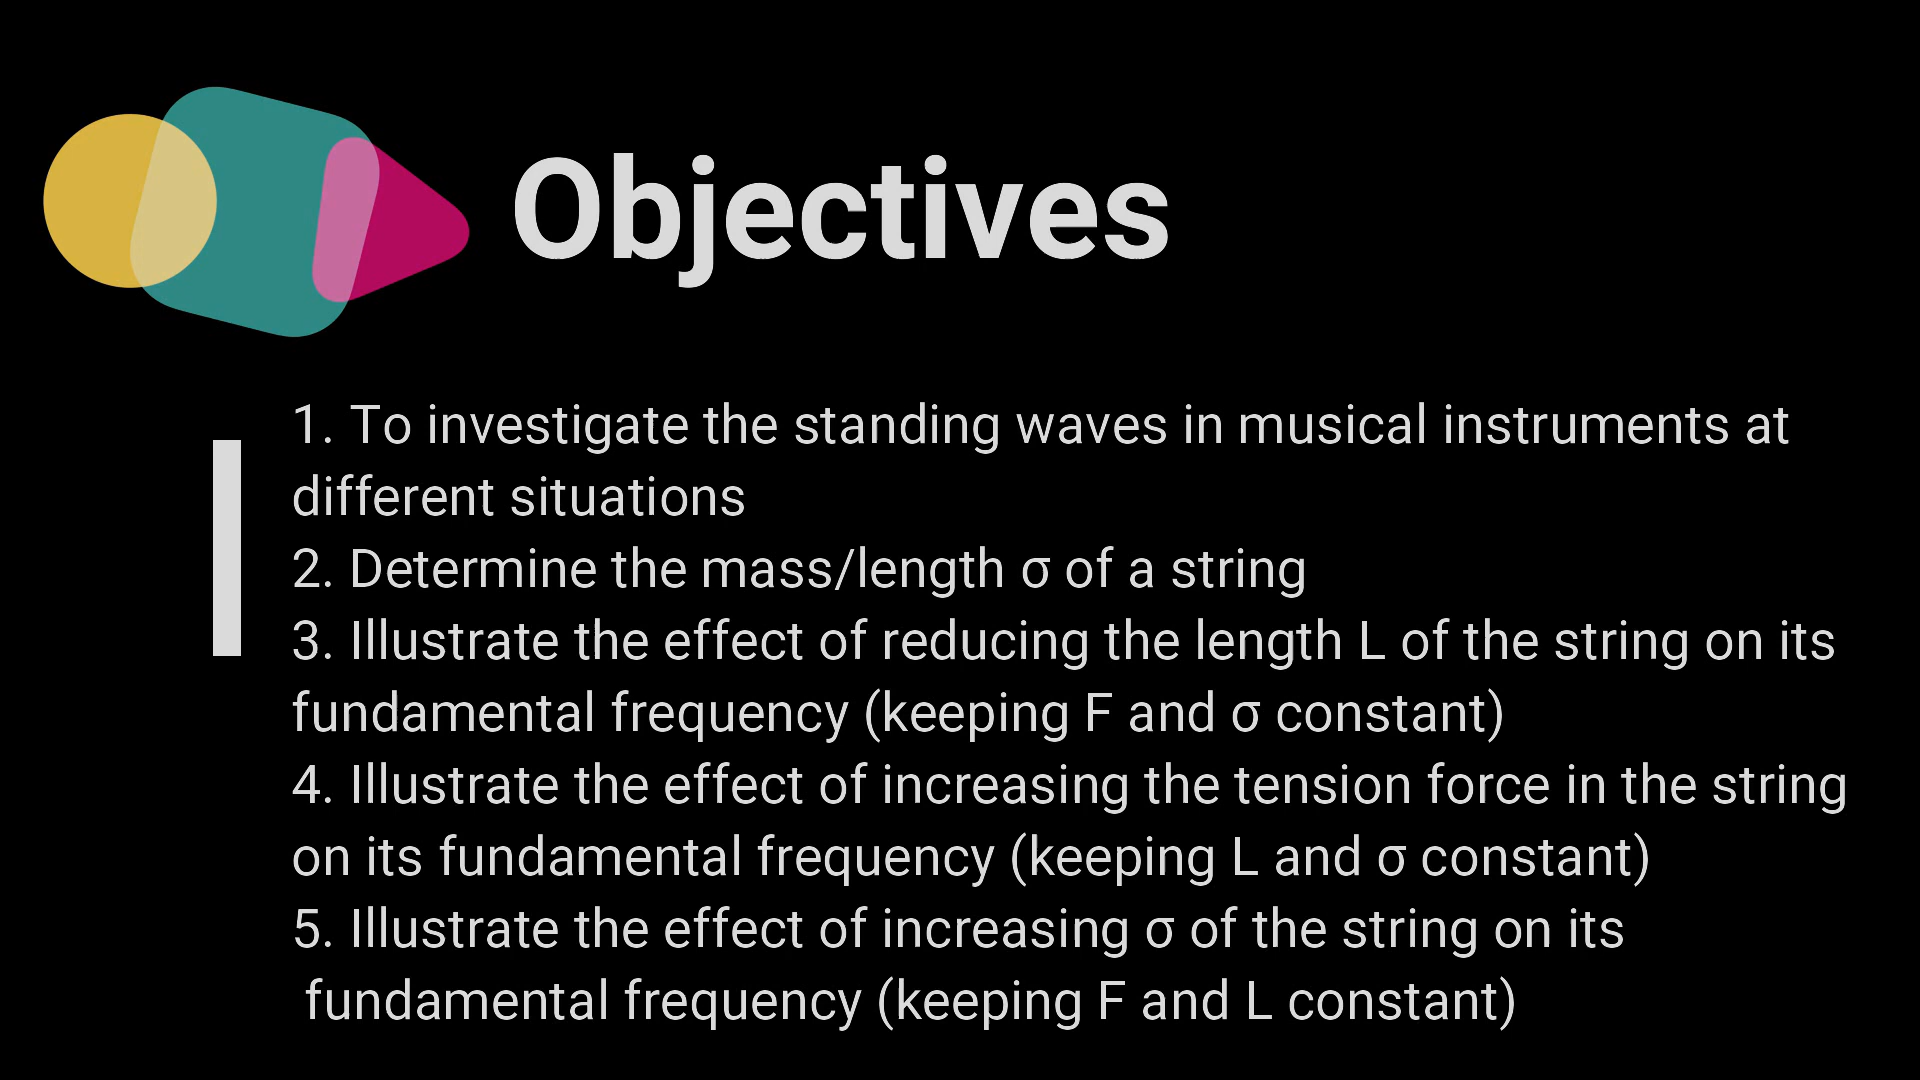 Objectives
1. To investigate the standing waves in musical instruments at
different situations
2. Determine the mass/length σ of a string
3. Illustrate the effect of reducing the length L of the string on its
fundamental frequency (keeping F and σ constant)
4. Illustrate the effect of increasing the tension force in the string
on its fundamental frequency (keeping L and σ constant)
5. Illustrate the effect of increasing σ of the string on its
fundamental frequency (keeping F and L constant)